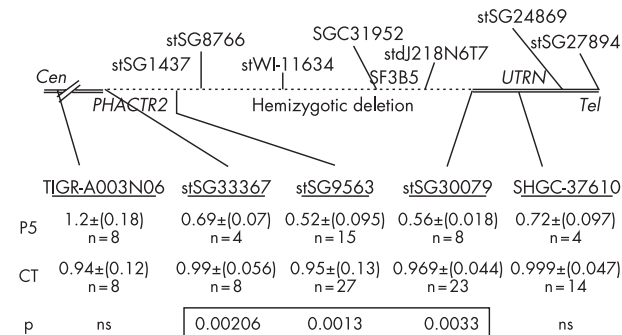 stSG24869
SGC31952
stSG8766
stSG27894
stdJ218N6T7
stSG1437
stWI-11634
Cen
SF3B5
UTRN
PHACTR2
Hemizygotic deletion
Tel
TIGR-A003N06 stSG33367 stSG9563 stSG30079 SHGC-37610
P5 1.2±(0.18) 0.69±(0.07) 0.52±(0.095) 0.56±(0.018) 0.72±(0.097)
n=8 n=4 n=15 n=8 n=4
CT 0.94±(0.12) 0.99±(0.056) 0.95±(0.13) 0.969±(0.044) 0.999±(0.047)
n=8 n=8 n=27 n=23 n=14
p ns 0.00206 0.0013 0.0033 ns